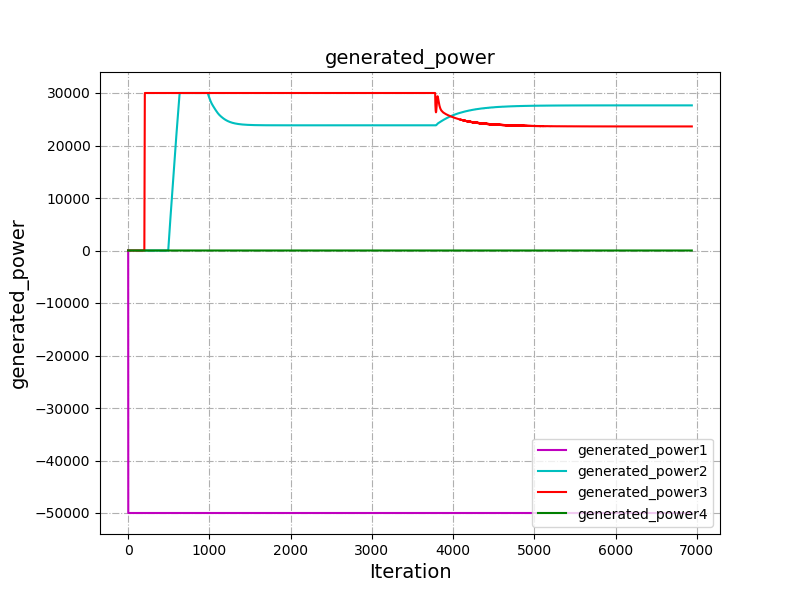 generated_power
30000
20000
10000
0
−10000
−20000
−30000
−40000
−50000
generated_power
0
1000
2000
3000
4000
5000
6000
7000
Iteration
generated_power1
generated_power2
generated_power3
generated_power4